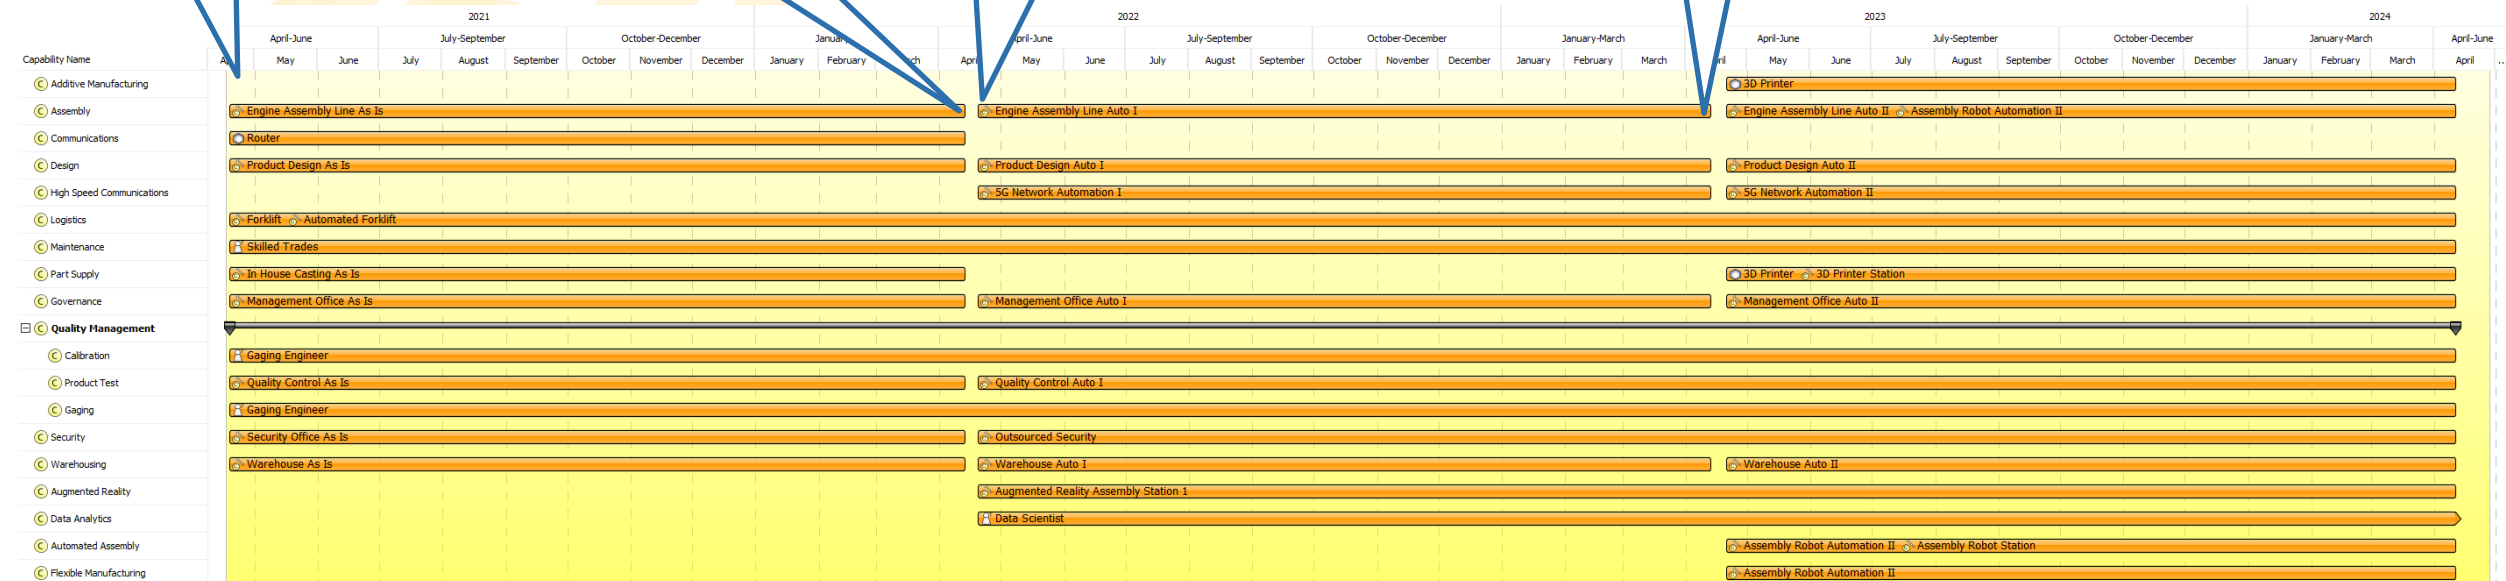 2021 2022 2023 2024
April-June July-September October-December January April-June July-September October-December January-March April-June July-September October-December January-March April-June
Capability Name May June July August September October November December January February Apri May June July August September October November December January February March May June July August September October November December January February March April ..
C Additive Manufacturing 3D Printer
C Assembly Engine Assembly Line As Is Engine Assembly Line Auto I Engine Assembly Line Auto II Assembly Robot Automation II
C Communications Router
C Design Product Design As Is Product Design Auto I Product Design Auto II
C High Speed Communications 5G Network Automation I 5G Network Automation II
C Logistics Forklift Automated Forklift
C Maintenance Skilled Trades
C Part Supply In House Casting As Is 3D Printer 3D Printer Station
C Governance Management Office As Is Management Office Auto I Management Office Auto II
C Quality Management
C Calibration Gaging Engineer
C Product Test Quality Control As Is Quality Control Auto I
C Gaging Gaging Engineer
C Security Security Office As Is Outsourced Security
C Warehousing Warehouse As Is Warehouse Auto I Warehouse Auto II
C Augmented Reality Augmented Reality Assembly Station 1
C Data Analytics Data Scientist
C Automated Assembly Assembly Robot Automation II Assembly Robot Station
C Flexible Manufacturing Assembly Robot Automation II